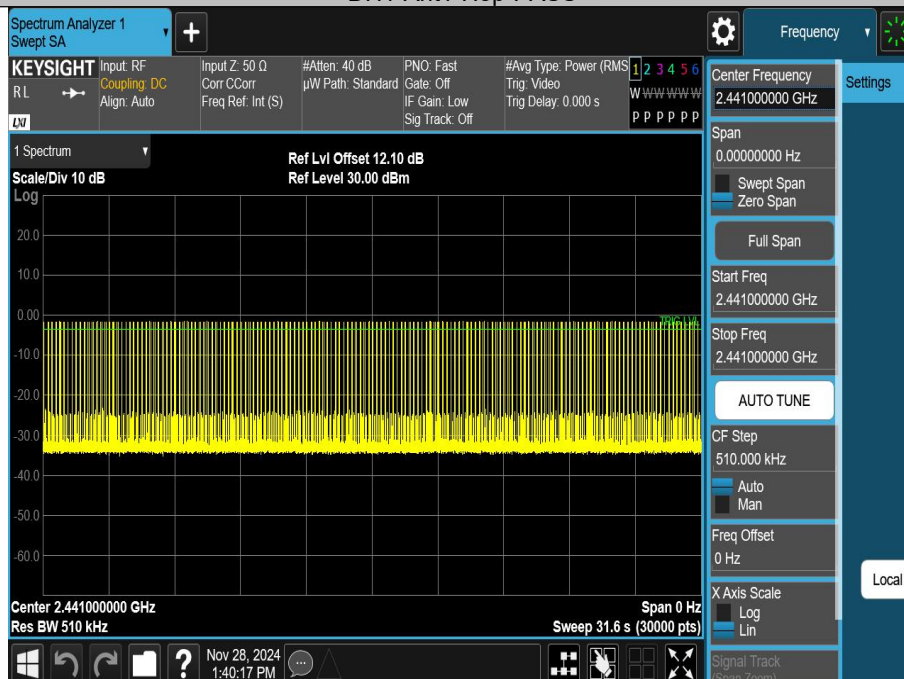 Spectrum Analyzer 1
Swept SA
Frequency
KEYSIGHT
R L
LXI
Input: RF
Coupling: DC
Align: Auto
Input Z: 50 Ω
Corr CCorr
Freq Ref: Int (S)
#Atten: 40 dB
µW Path: Standard
PNO: Fast
Gate: Off
IF Gain: Low
Sig Track: Off
#Avg Type: Power (RMS
Trig: Video
Trig Delay: 0.000 s
1 2 3 4 5 6
W W W W W W
P P P P P P
1 Spectrum
Scale/Div 10 dB
Ref Lvl Offset 12.10 dB
Ref Level 30.00 dBm
Log
20.0
10.0
0.00
TRIG LVL
-10.0
-20.0
-30.0
-40.0
-50.0
-60.0
Center 2.441000000 GHz
Span 0 Hz
Res BW 510 kHz
Sweep 31.6 s (30000 pts)
Nov 28, 2024
1:40:17 PM
Center Frequency
2.441000000 GHz
Settings
Span
0.00000000 Hz
Swept Span
Zero Span
Full Span
Start Freq
2.441000000 GHz
Stop Freq
2.441000000 GHz
AUTO TUNE
CF Step
510.000 kHz
Auto
Man
Freq Offset
0 Hz
Local
X Axis Scale
Log
Lin
Signal Track
(Span Zoom)